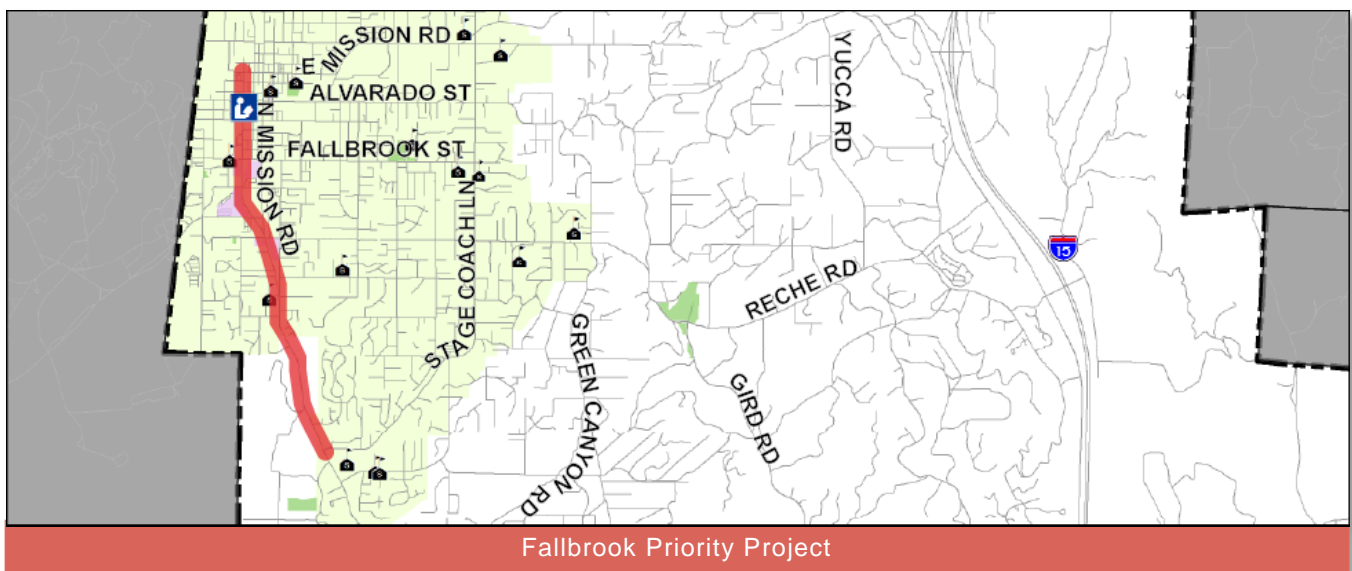 E MISSION RD
YUCCA RD
ALVARADO ST
N MISSION RD
FALLBROOK ST
STAGE COACH LN
15
RECHE RD
GREEN CANYON RD
GIRD RD
Fallbrook Priority Project